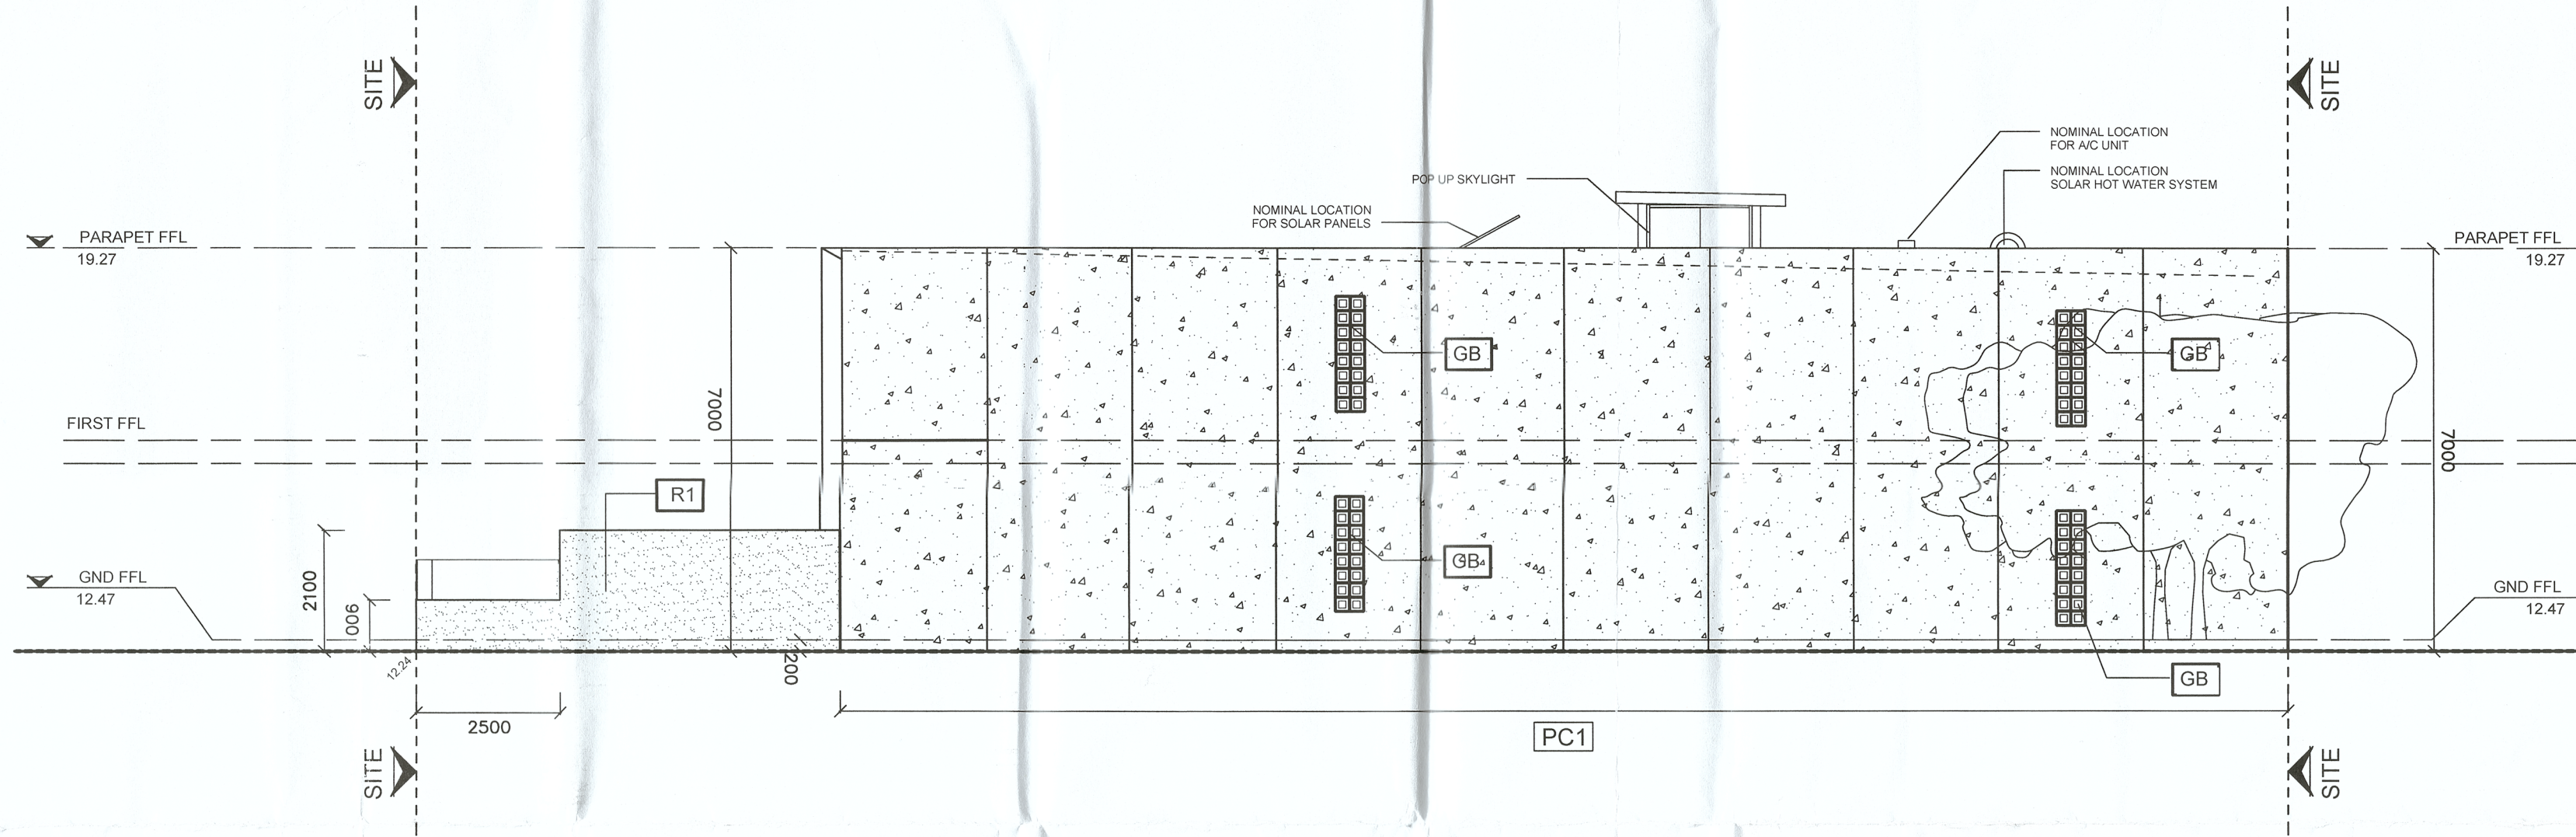 SITE
SITE
NOMINAL LOCATION
FOR A/C UNIT
POP UP SKYLIGHT
NOMINAL LOCATION
SOLAR HOT WATER SYSTEM
NOMINAL LOCATION
FOR SOLAR PANELS
PARAPET FFL
19.27
PARAPET FFL
19.27
GB
GB
7000
FIRST FFL
7000
R1
GB
2100
GND FFL
12.47
900
GND FFL
12.47
12.24
200
GB
2500
PC1
SITE
SITE